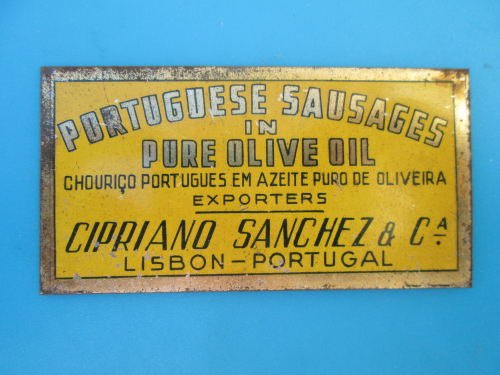 PORTUGUESE SAUSAGES
IN
PURE OLIVE OIL
CHOURIÇO PORTUGUES EM AZEITE PURO DE OLIVEIRA
EXPORTERS
CIPRIANO SANCHEZ & Cᴬ.
LISBON - PORTUGAL